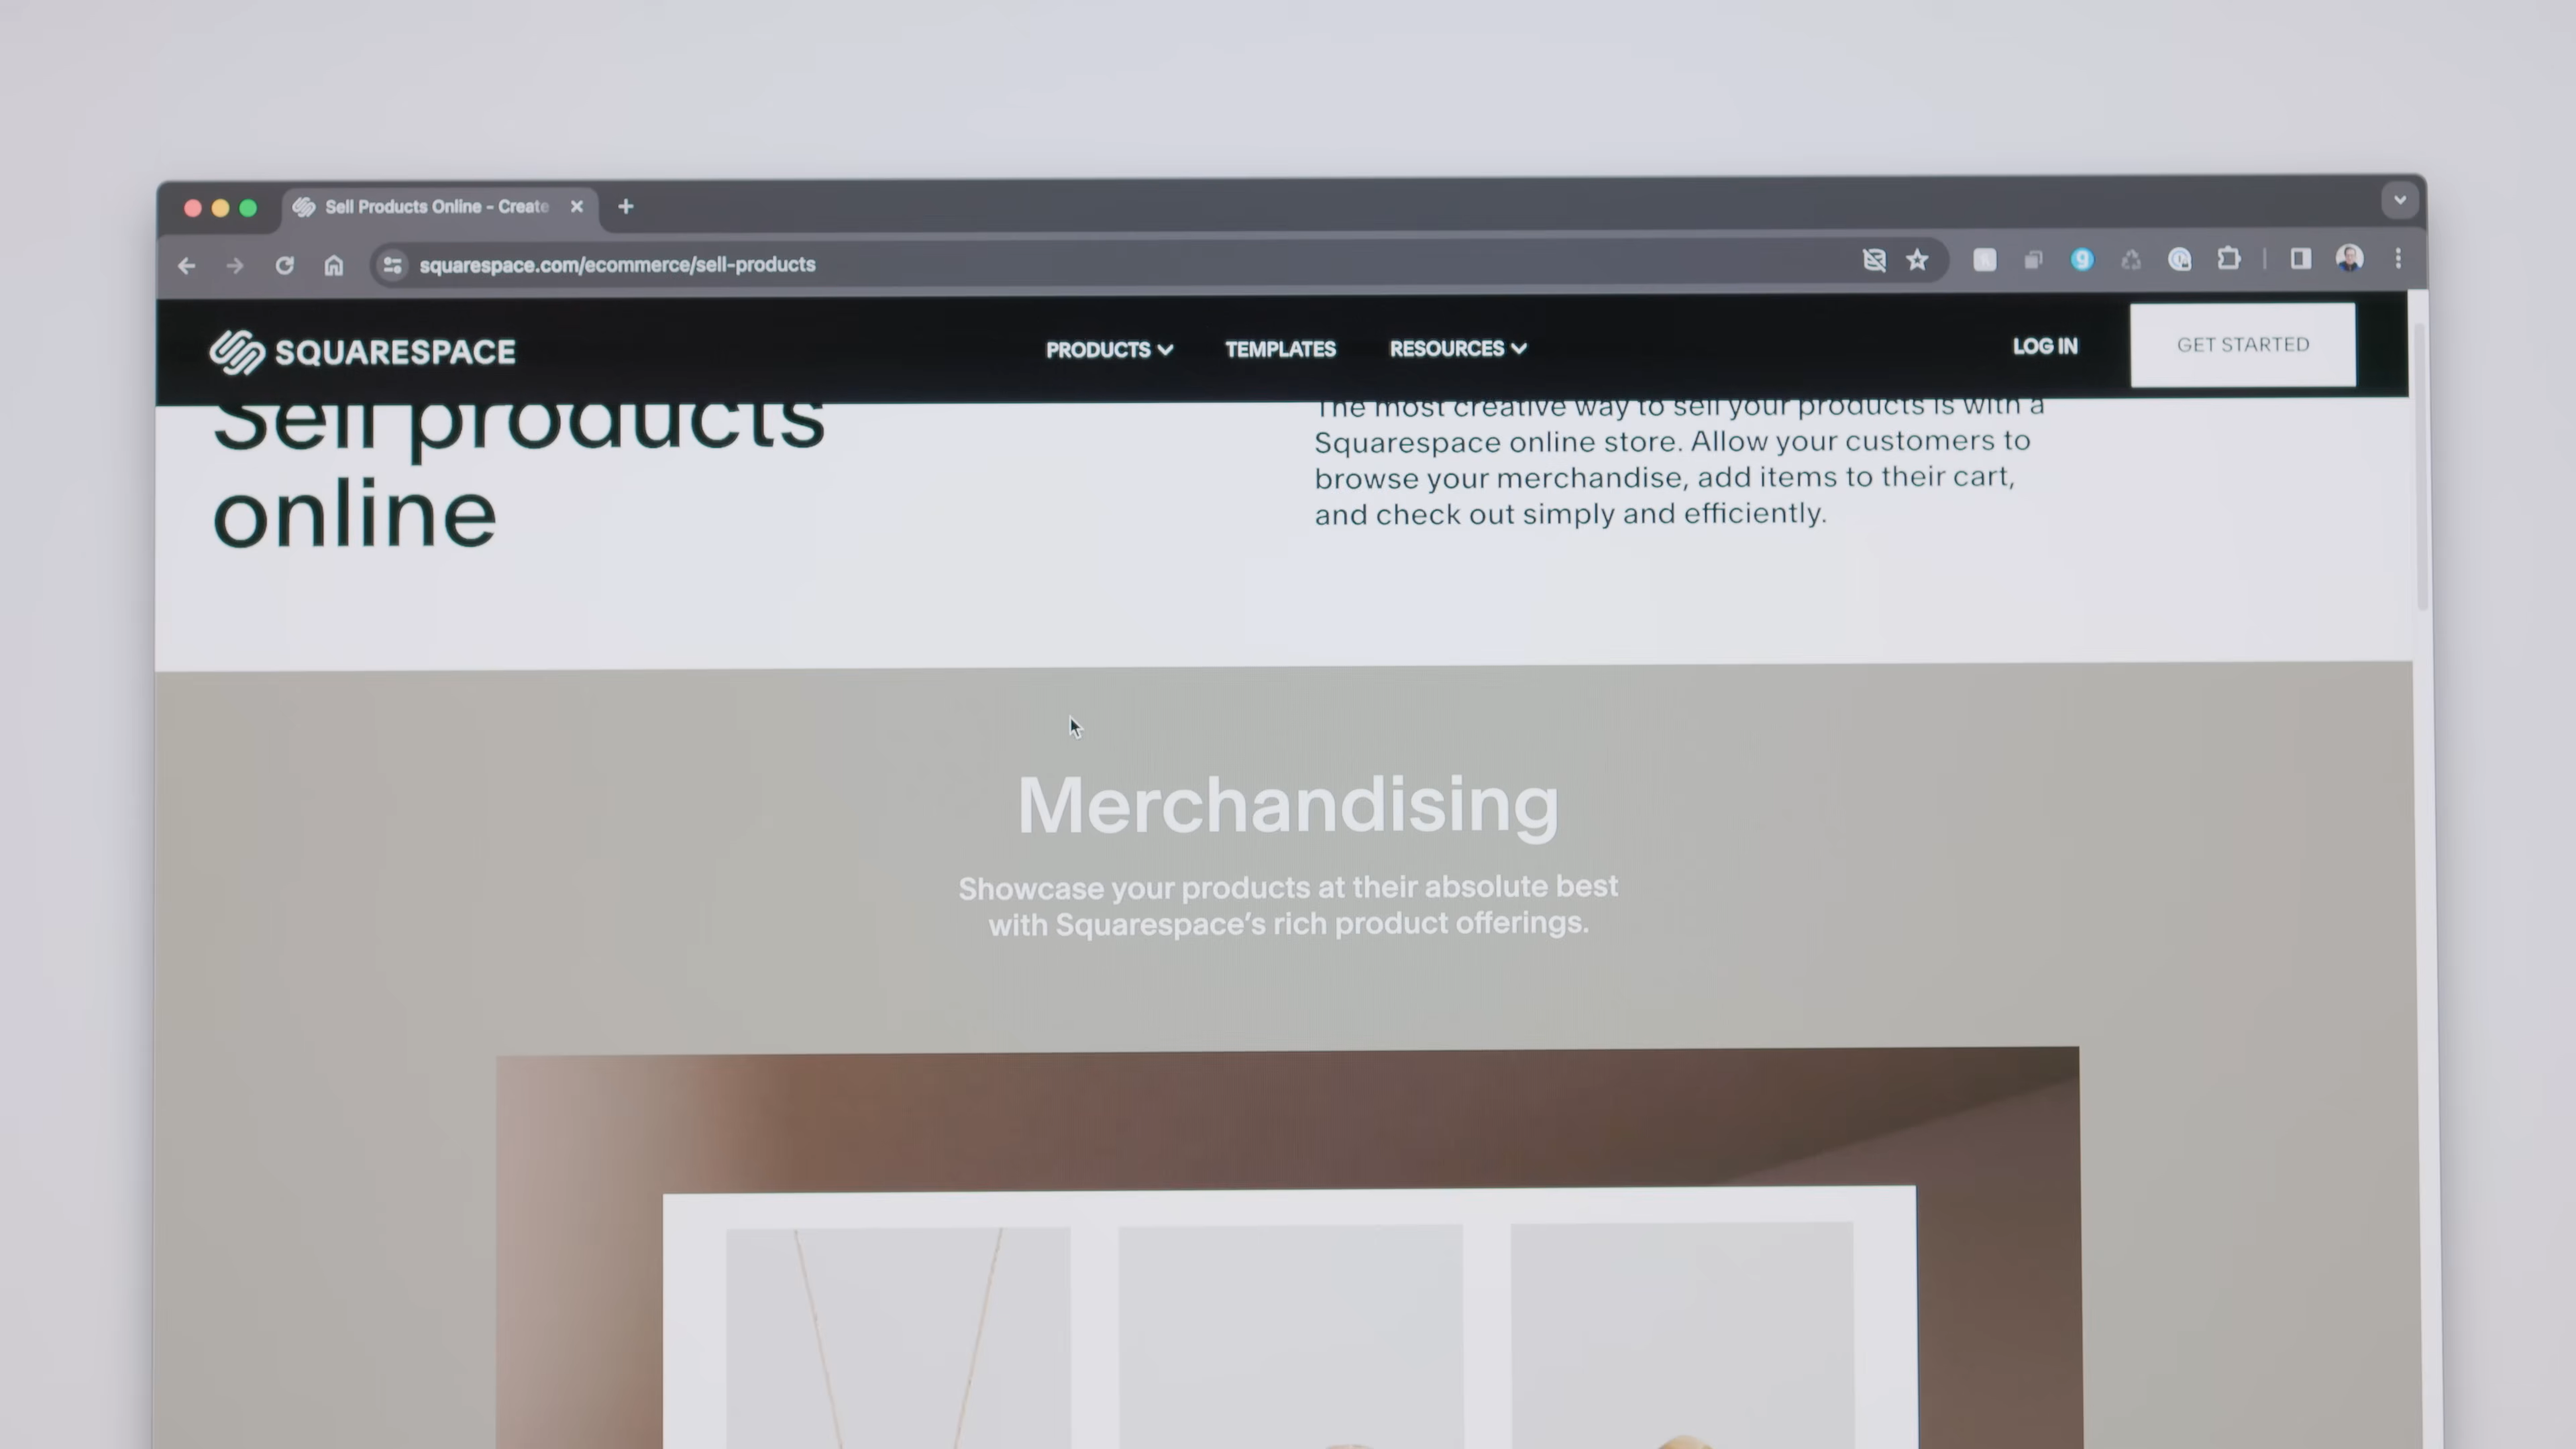 Sell Products Online - Create
squarespace.com/ecommerce/sell-products
SQUARESPACE
PRODUCTS
TEMPLATES
RESOURCES
LOG IN
GET STARTED
Sell products
online
The most creative way to sell your products is with a
Squarespace online store. Allow your customers to
browse your merchandise, add items to their cart,
and check out simply and efficiently.
Merchandising
Showcase your products at their absolute best
with Squarespace’s rich product offerings.